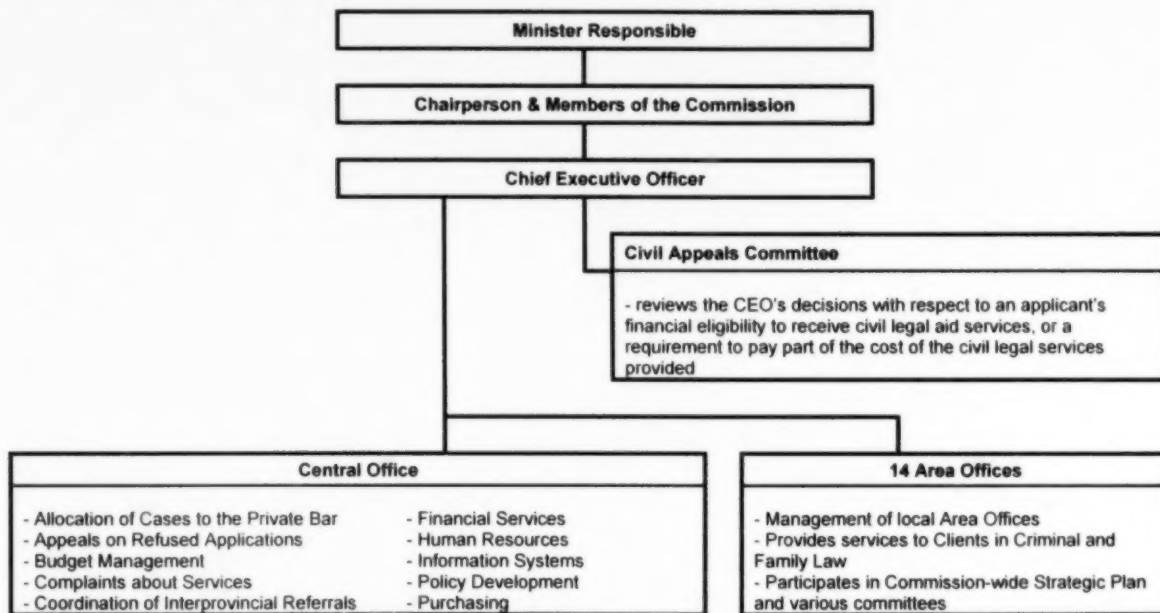 Minister Responsible
Chairperson & Members of the Commission
Chief Executive Officer
Civil Appeals Committee
- reviews the CEO's decisions with respect to an applicant's
financial eligibility to receive civil legal aid services, or a
requirement to pay part of the cost of the civil legal services
provided
Central Office
- Allocation of Cases to the Private Bar
- Appeals on Refused Applications
- Budget Management
- Complaints about Services
- Coordination of Interprovincial Referrals
- Financial Services
- Human Resources
- Information Systems
- Policy Development
- Purchasing
14 Area Offices
- Management of local Area Offices
- Provides services to Clients in Criminal and
Family Law
- Participates in Commission-wide Strategic Plan
and various committees